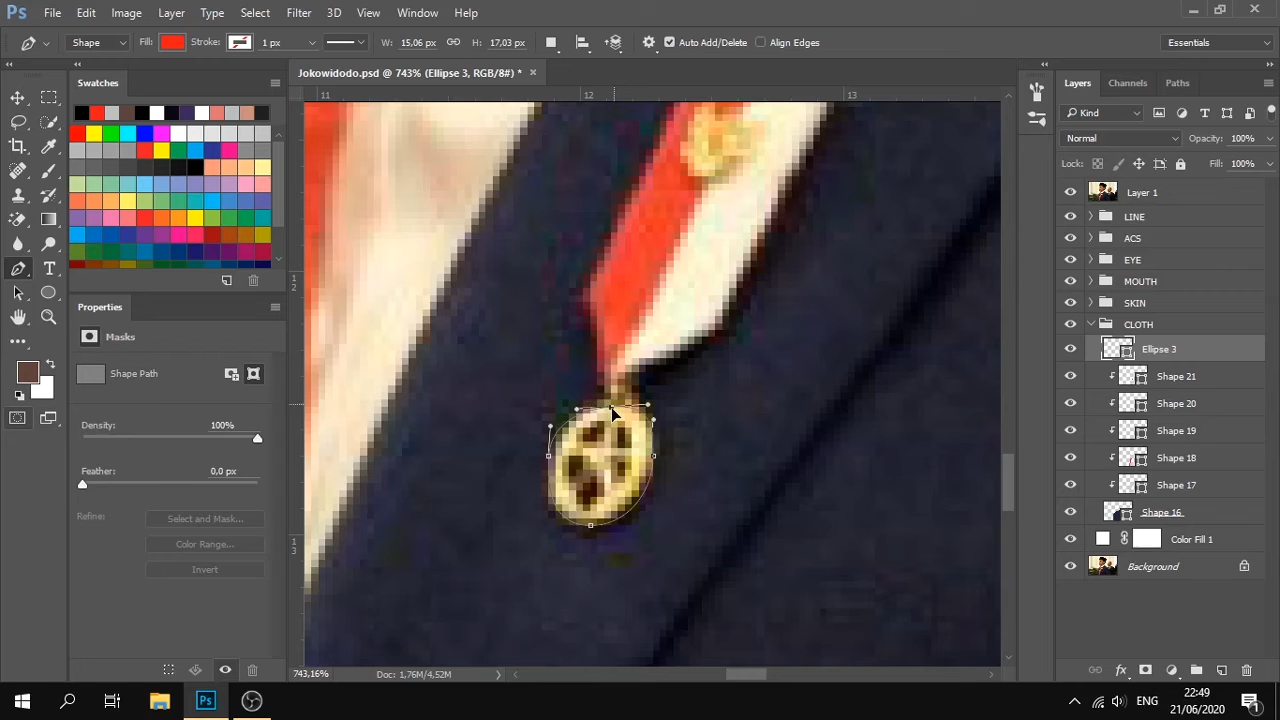 Ps File Edit Image Layer Type Select Filter 3D View Window Help
Shape Fill: Stroke: 1 px W: 15,06 px H: 17,03 px Auto Add/Delete Align Edges Essentials
Swatches
Jokowidodo.psd @ 743% (Ellipse 3, RGB/8#) *
11 12 13
12
13
Properties
Masks
Shape Path
Density: 100%
Feather: 0,0 px
Refine: Select and Mask...
Color Range...
Invert
743,16% Doc: 1,76M/4,52M
Layers Channels Paths
Kind
Normal Opacity: 100%
Lock: Fill: 100%
Layer 1
LINE
ACS
EYE
MOUTH
SKIN
CLOTH
Ellipse 3
Shape 21
Shape 20
Shape 19
Shape 18
Shape 17
Shape 16
Color Fill 1
Background
fx
Ps ENG 22:49
21/06/2020 1